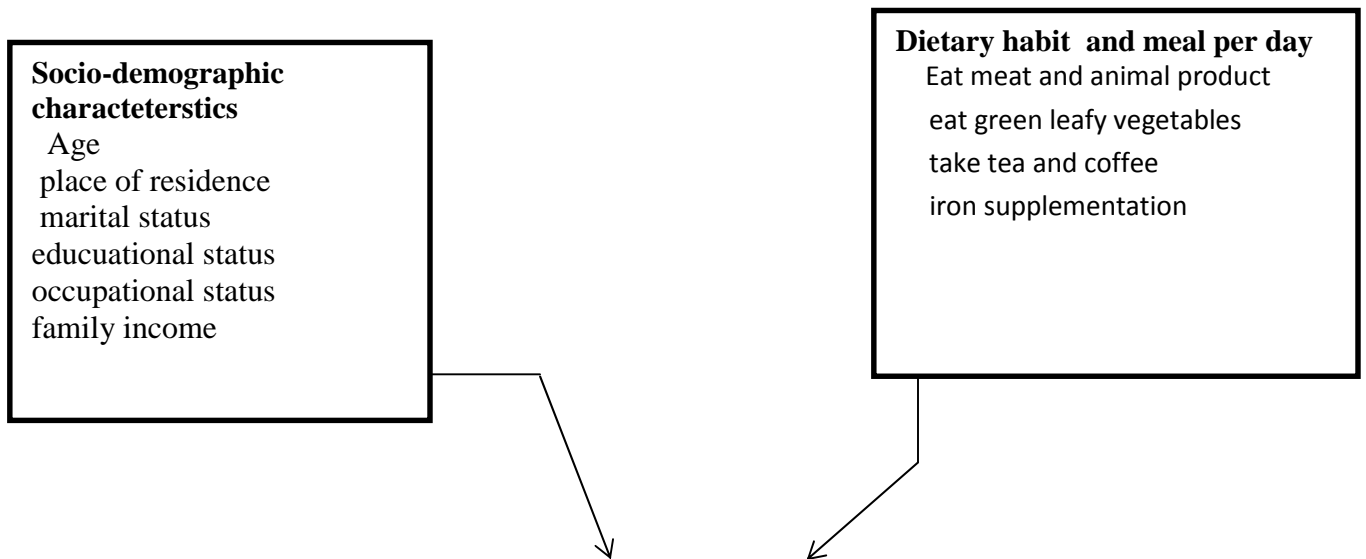 Socio-demographic
characteterstics
Age
place of residence
marital status
educuational status
occupational status
family income
Dietary habit and meal per day
Eat meat and animal product
eat green leafy vegetables
take tea and coffee
iron supplementation